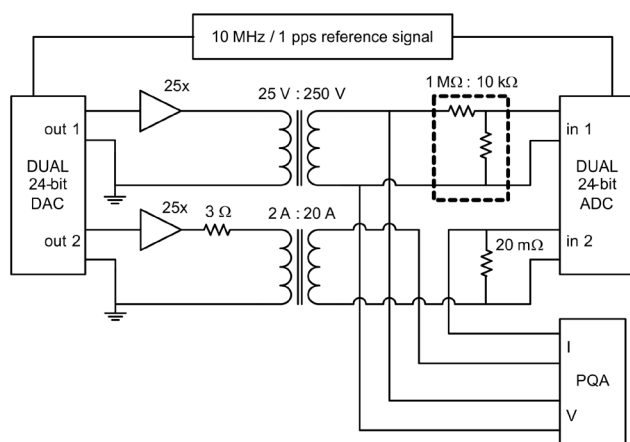 10 MHz / 1 pps reference signal
25x
25 V : 250 V
1 MΩ : 10 kΩ
out 1
in 1
DUAL
24-bit
DAC
DUAL
24-bit
ADC
25x
3 Ω
2 A : 20 A
out 2
in 2
20 mΩ
I
PQA
V